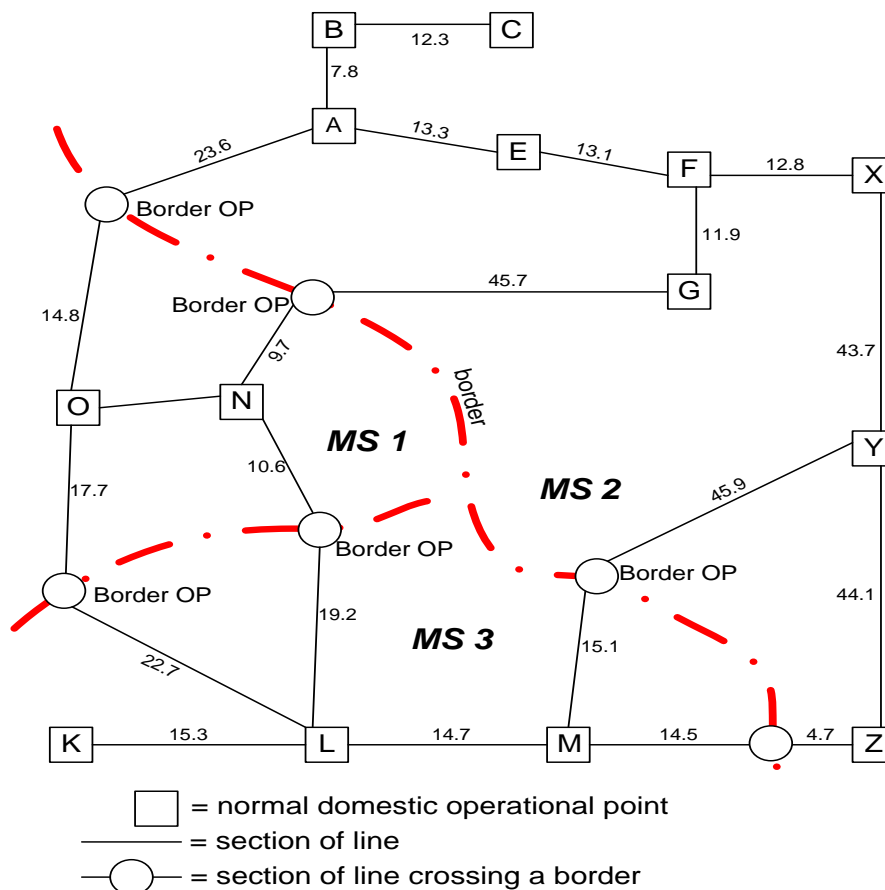 B
12.3
C
7.8
A
13.3
E
13.1
F
12.8
X
23.6
Border OP
11.9
45.7
G
Border OP
14.8
9.7
43.7
border
O
N
MS 1
10.6
17.7
MS 2
45.9
Y
Border OP
Border OP
Border OP
19.2
MS 3
15.1
44.1
22.7
K
15.3
L
14.7
M
14.5
4.7
Z
= normal domestic operational point
= section of line
= section of line crossing a border